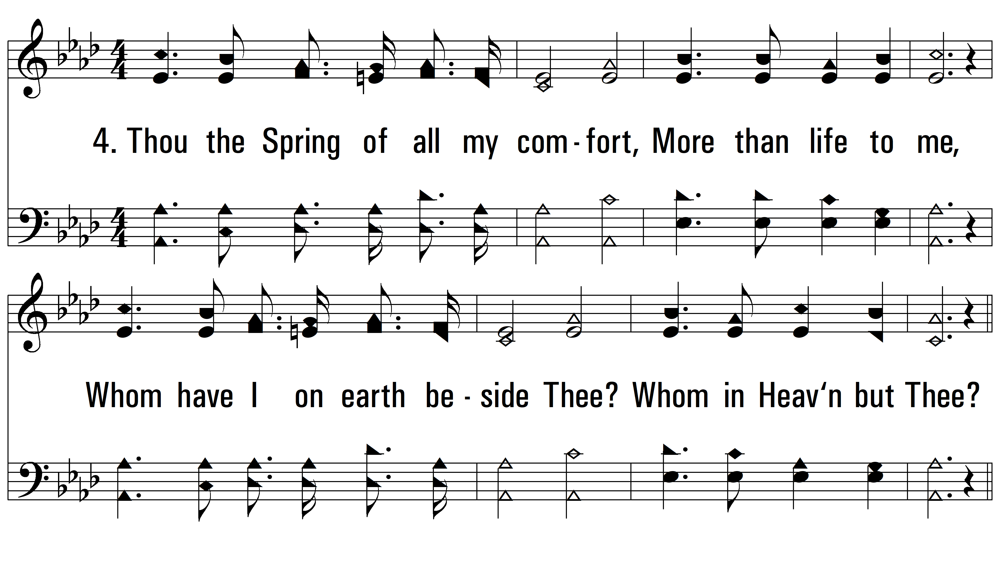 4. Thou the Spring of all my com - fort, More than life to me,
Whom have I on earth be - side Thee? Whom in Heav‘n but Thee?